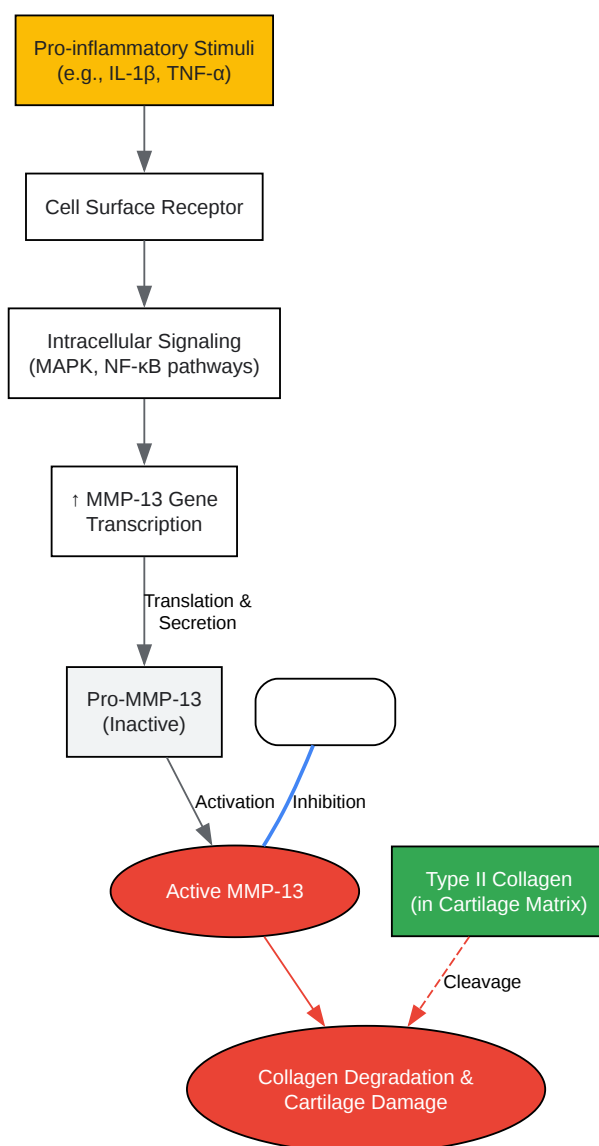 Pro-inflammatory Stimuli
(e.g., IL-1β, TNF-α)
Cell Surface Receptor
Intracellular Signaling
(MAPK, NF-κB pathways)
↑ MMP-13 Gene
Transcription
Translation &
Secretion
Pro-MMP-13
(Inactive)
Activation
Inhibition
Active MMP-13
Type II Collagen
(in Cartilage Matrix)
Cleavage
Collagen Degradation &
Cartilage Damage